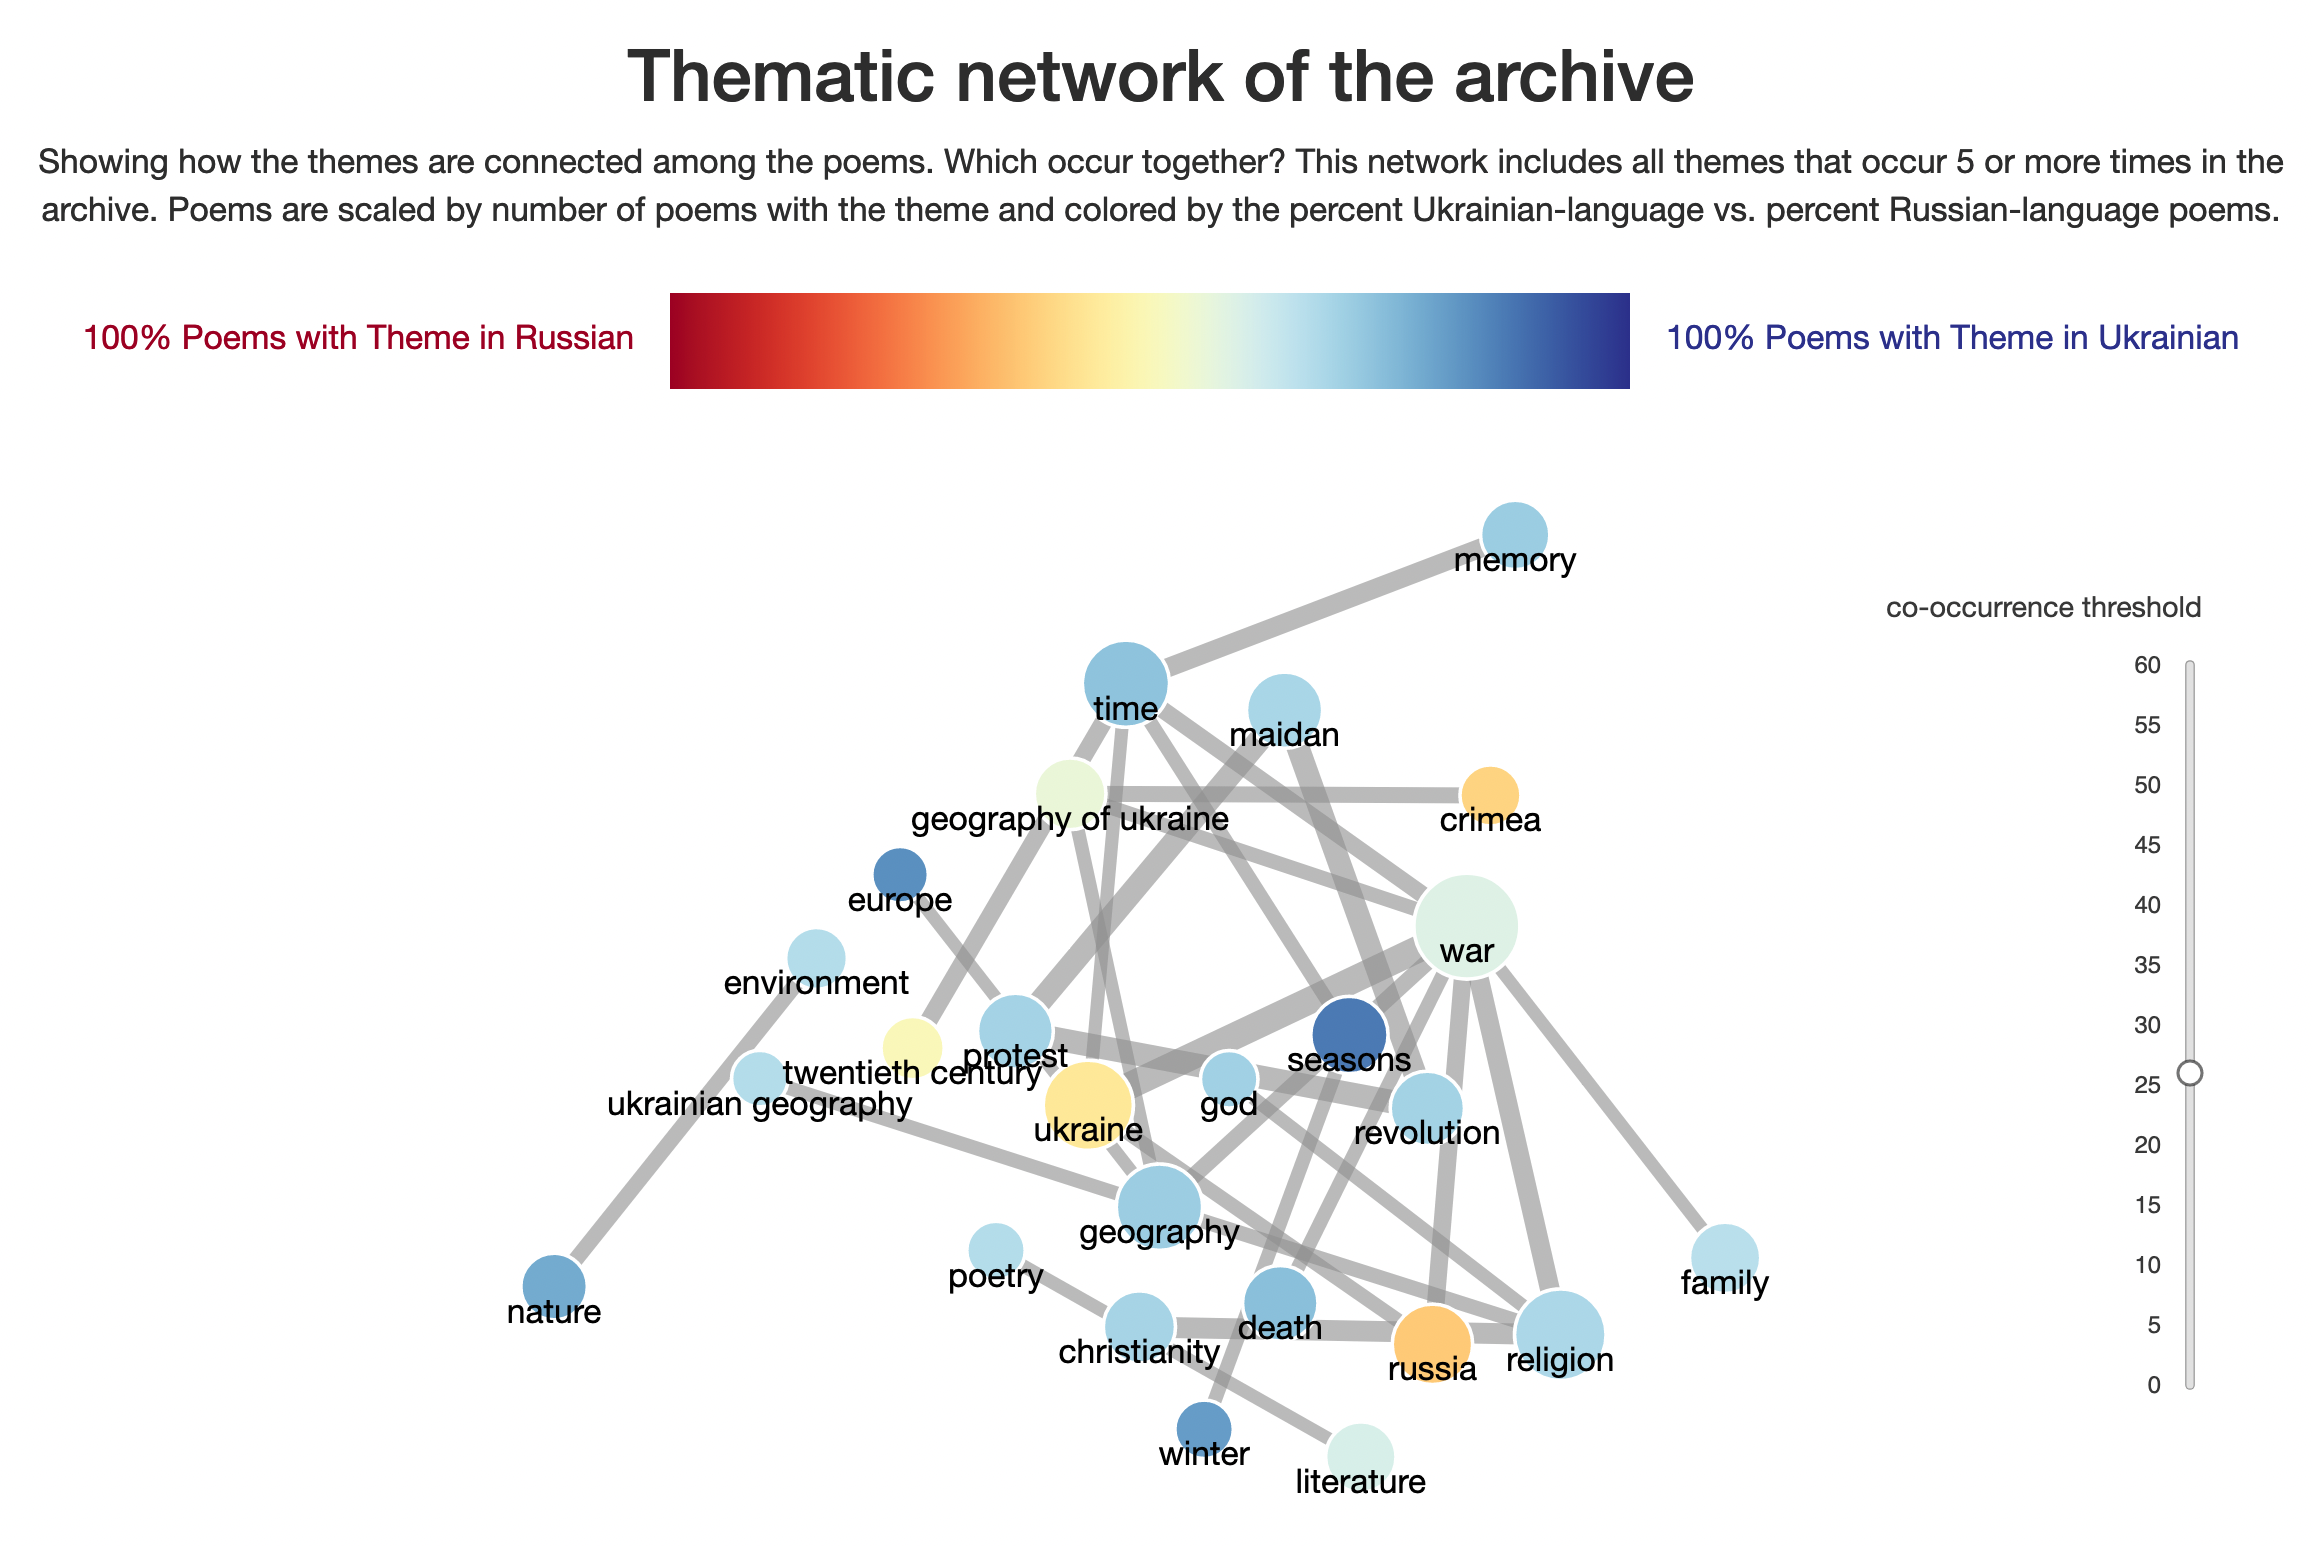 Thematic network of the archive
Showing how the themes are connected among the poems. Which occur together? This network includes all themes that occur 5 or more times in the
archive. Poems are scaled by number of poems with the theme and colored by the percent Ukrainian-language vs. percent Russian-language poems.
100% Poems with Theme in Russian
100% Poems with Theme in Ukrainian
memory
co-occurrence threshold
60
time
55
maidan
50
geography of ukraine
crimea
45
europe
40
war
35
environment
30
protest
seasons
twentieth century
25
ukrainian geography
god
ukraine
revolution
20
15
geography
10
poetry
family
nature
5
death
christianity
religion
russia
0
winter
literature